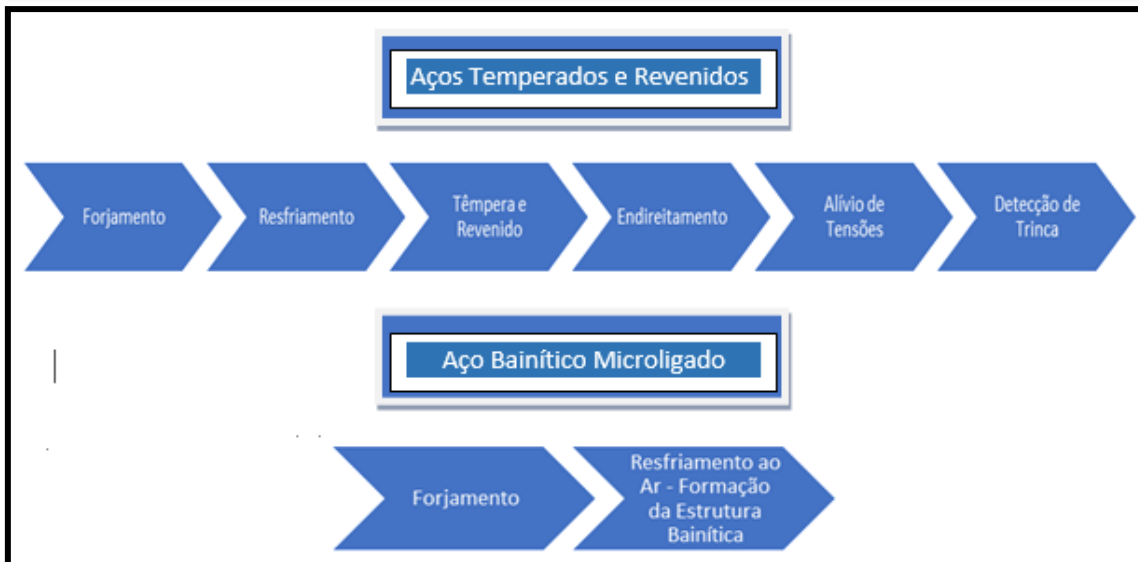 Aços Temperados e Revenidos
Forjamento
Resfriamento
Têmpera e
Revenido
Endireitamento
Alívio de
Tensões
Detecção de
Trinca
Aço Bainítico Microligado
Forjamento
Resfriamento ao
Ar - Formação
da Estrutura
Bainítica